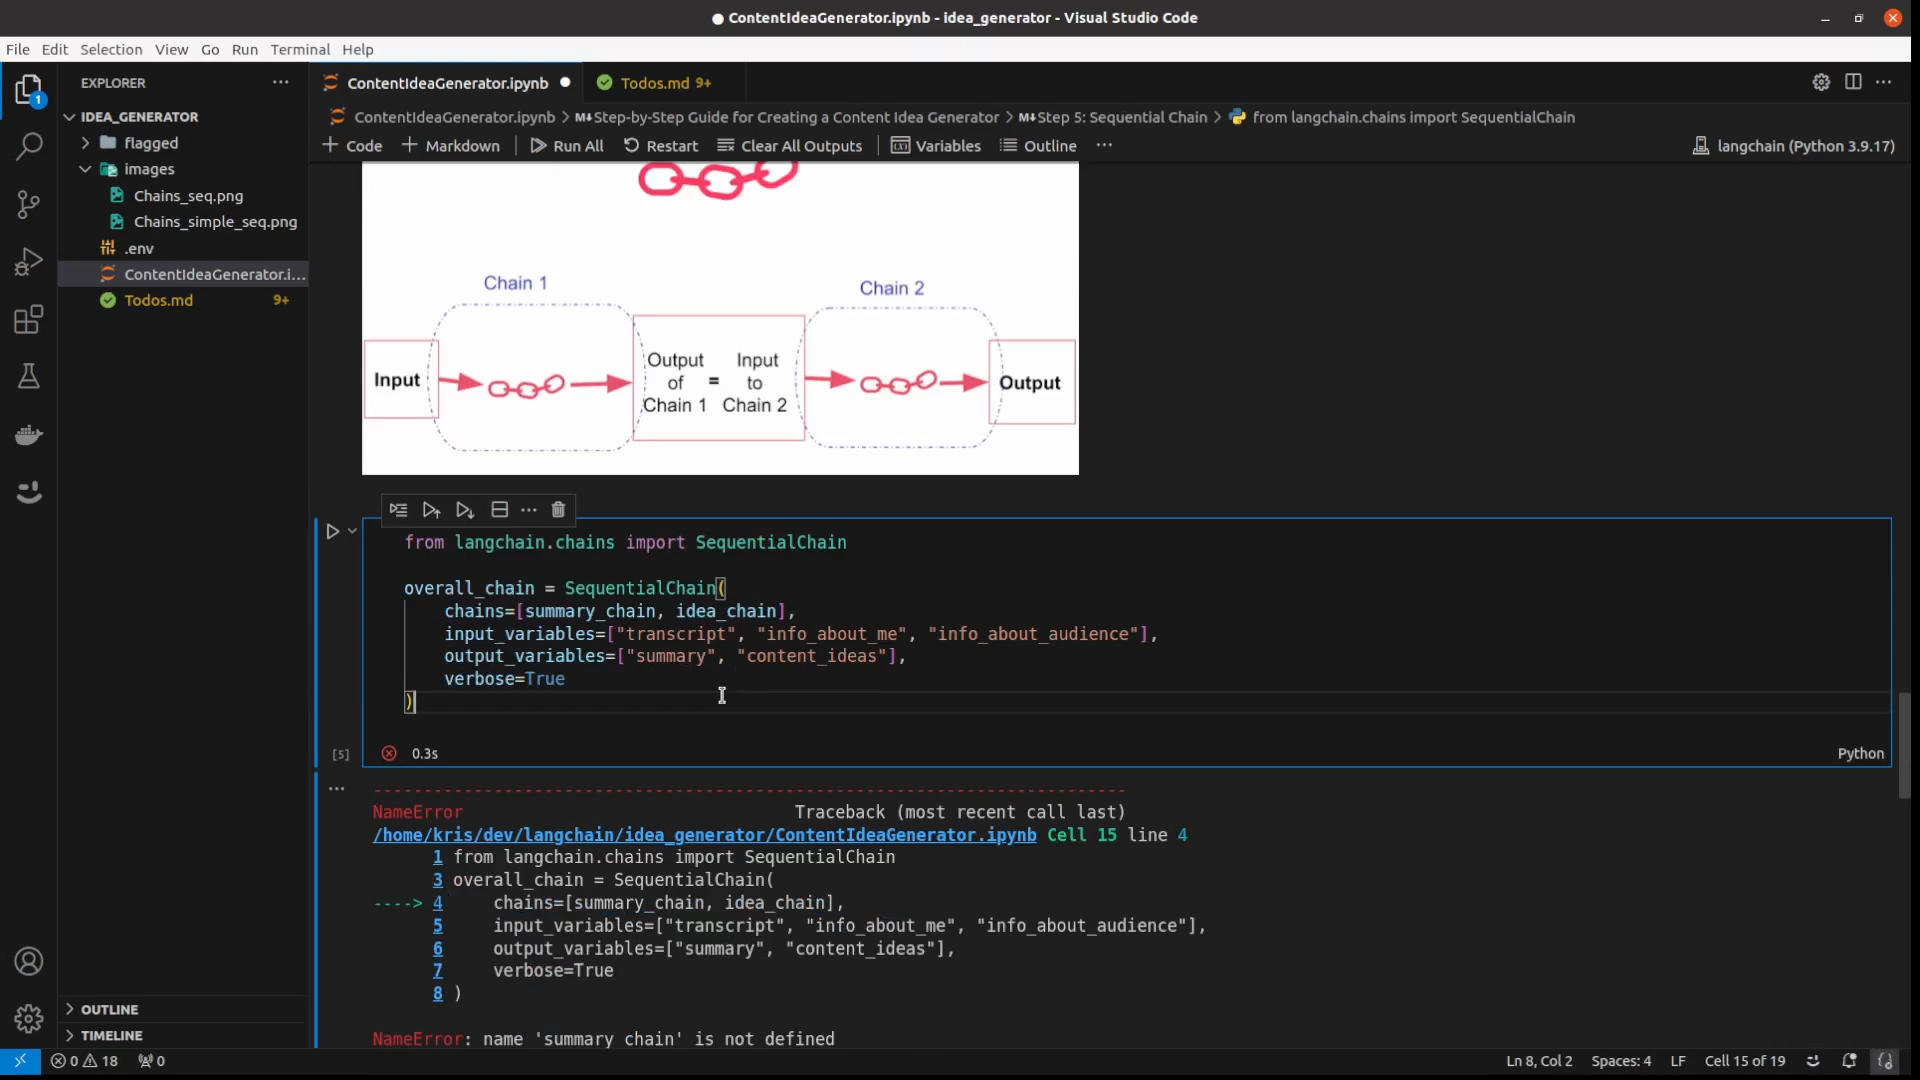 ContentIdeaGenerator.ipynb - idea_generator - Visual Studio Code
File Edit Selection View Go Run Terminal Help
EXPLORER
1
ContentIdeaGenerator.ipynb
Todos.md 9+
IDEA_GENERATOR
flagged
images
Chains_seq.png
Chains_simple_seq.png
.env
ContentIdeaGenerator.i...
Todos.md 9+
OUTLINE
TIMELINE
ContentIdeaGenerator.ipynb > M↓Step-by-Step Guide for Creating a Content Idea Generator > M↓Step 5: Sequential Chain > from langchain.chains import SequentialChain
+ Code + Markdown Run All Restart Clear All Outputs Variables Outline ... langchain (Python 3.9.17)
Chain 1
Chain 2
Input
Output of Chain 1 = Input to Chain 2
Output
from langchain.chains import SequentialChain
overall_chain = SequentialChain(
chains=[summary_chain, idea_chain],
input_variables=["transcript", "info_about_me", "info_about_audience"],
output_variables=["summary", "content_ideas"],
verbose=True
)
[5] 0.3s Python
---------------------------------------------------------------------------
NameError Traceback (most recent call last)
/home/kris/dev/langchain/idea_generator/ContentIdeaGenerator.ipynb Cell 15 line 4
1 from langchain.chains import SequentialChain
3 overall_chain = SequentialChain(
----> 4 chains=[summary_chain, idea_chain],
5 input_variables=["transcript", "info_about_me", "info_about_audience"],
6 output_variables=["summary", "content_ideas"],
7 verbose=True
8 )
NameError: name 'summary_chain' is not defined
0 18 0 Ln 8, Col 2 Spaces: 4 LF Cell 15 of 19